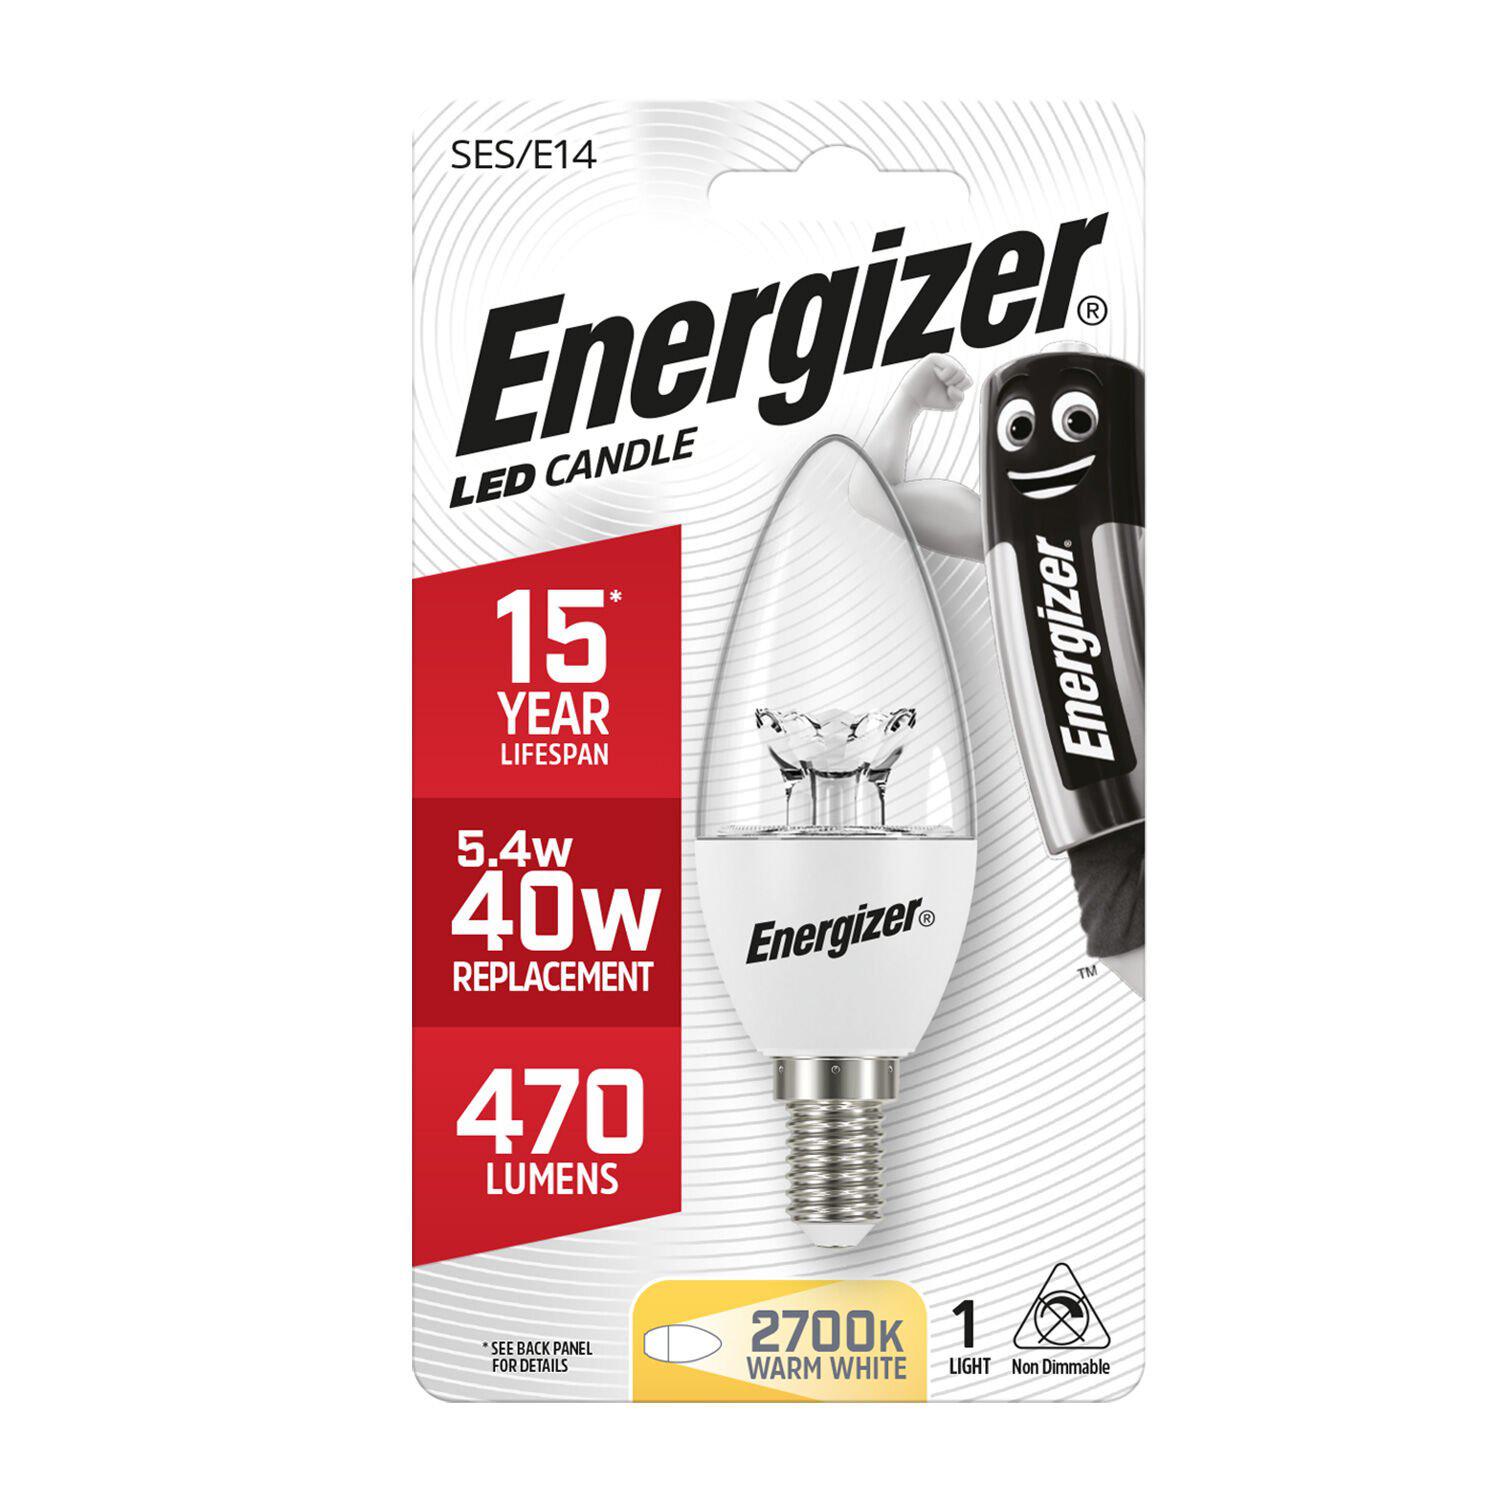 SES/E14
Energizer®
LED CANDLE
15*
YEAR
LIFESPAN
5.4W
40W
REPLACEMENT
470
LUMENS
Energizer®
Energizer®
TM
* SEE BACK PANEL
FOR DETAILS
2700K
WARM WHITE
1
LIGHT
Non Dimmable